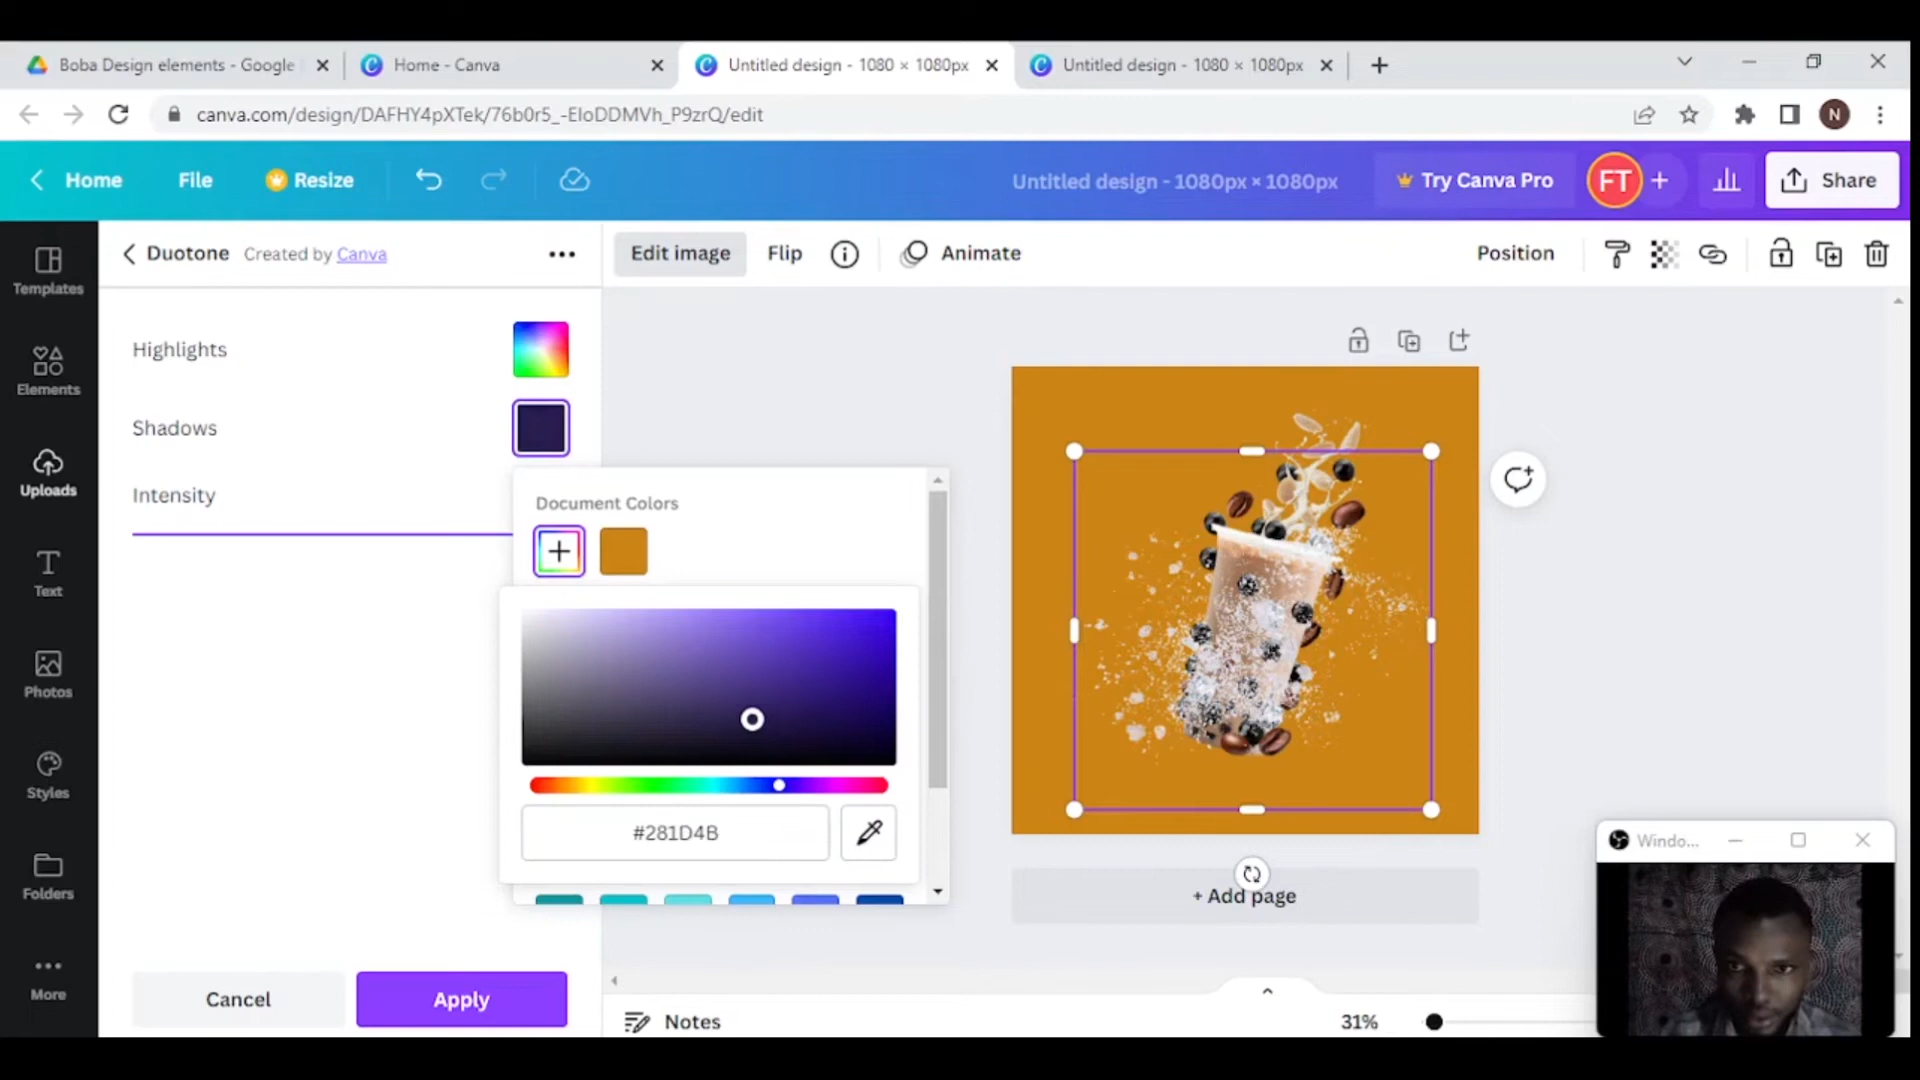 Boba Design elements - Google
Home - Canva
Untitled design - 1080 × 1080px
Untitled design - 1080 × 1080px
canva.com/design/DAFHY4pXTek/76b0r5_-EIoDDMVh_P9zrQ/edit
N
Home
File
Resize
Untitled design - 1080px × 1080px
Try Canva Pro
FT
+
Share
Templates
Elements
Uploads
Text
Photos
Styles
Folders
More
Duotone
Created by Canva
Edit image
Flip
Animate
Position
Highlights
Shadows
Intensity
Document Colors
#281D4B
Cancel
Apply
+ Add page
Notes
31%
Windo...